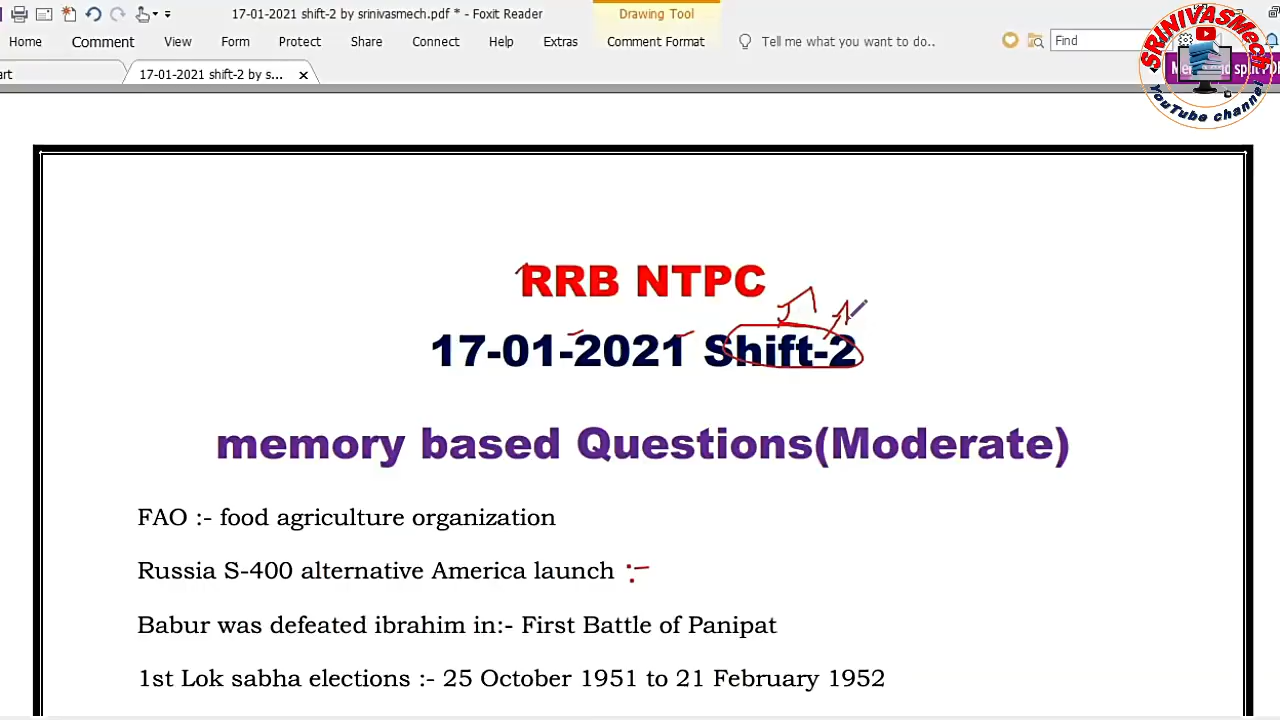 17-01-2021 shift-2 by srinivasmech.pdf * - Foxit Reader
Drawing Tool
Home Comment View Form Protect Share Connect Help Extras Comment Format Tell me what you want to do.. Find
art
17-01-2021 shift-2 by s...
SRINIVASMech
YouTube channel
RRB NTPC
17-01-2021 Shift-2
memory based Questions(Moderate)
FAO :- food agriculture organization
Russia S-400 alternative America launch :-
Babur was defeated ibrahim in:- First Battle of Panipat
1st Lok sabha elections :- 25 October 1951 to 21 February 1952